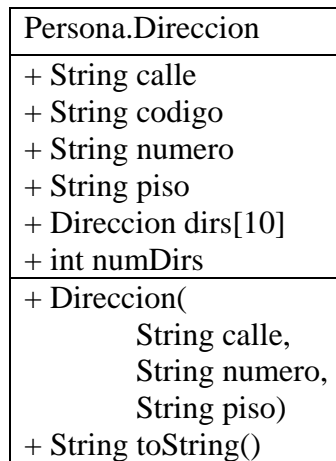 Persona.Direccion
+ String calle
+ String codigo
+ String numero
+ String piso
+ Direccion dirs[10]
+ int numDirs
+ Direccion(
String calle,
String numero,
String piso)
+ String toString()